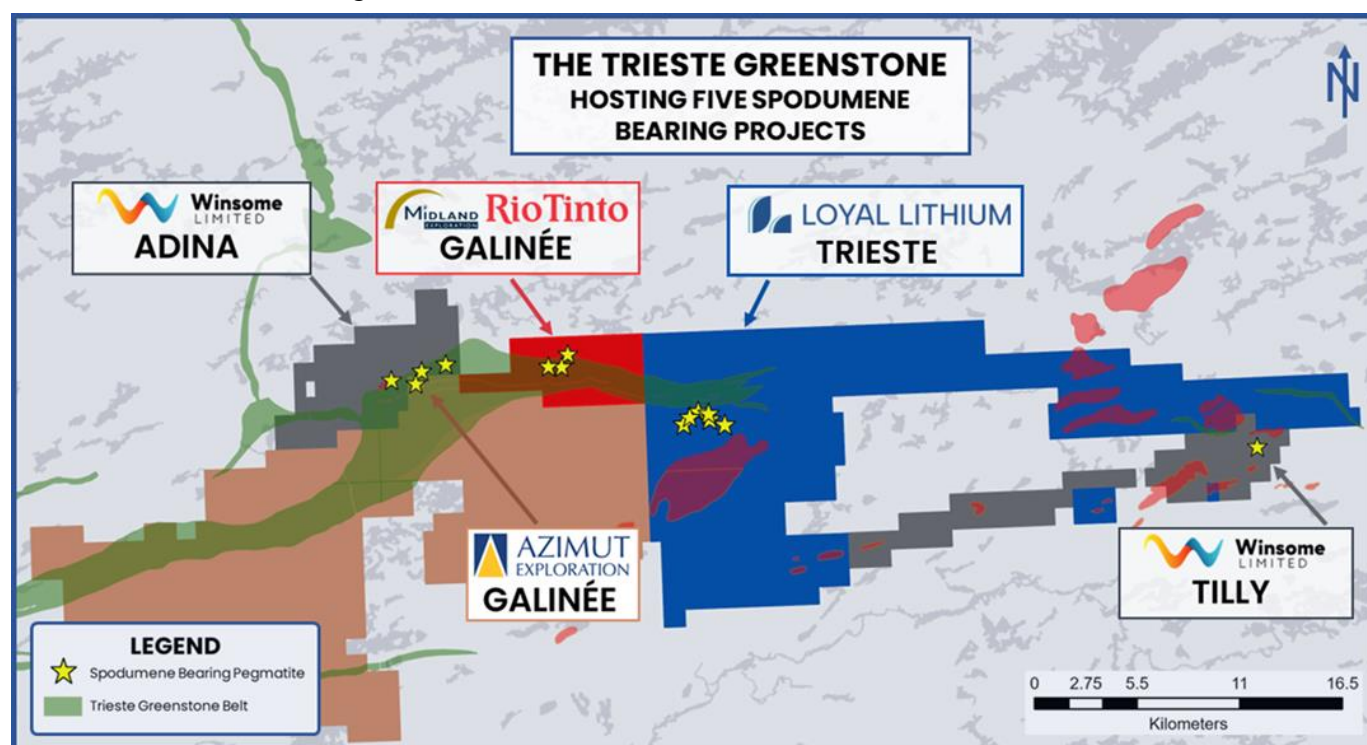 THE TRIESTE GREENSTONE
HOSTING FIVE SPODUMENE
BEARING PROJECTS
N
Winsome
LIMITED
ADINA
MIDLAND
EXPLORATION
RioTinto
GALINÉE
LOYAL LITHIUM
TRIESTE
AZIMUT
EXPLORATION
GALINÉE
Winsome
LIMITED
TILLY
LEGEND
Spodumene Bearing Pegmatite
Trieste Greenstone Belt
0 2.75 5.5 11 16.5
Kilometers